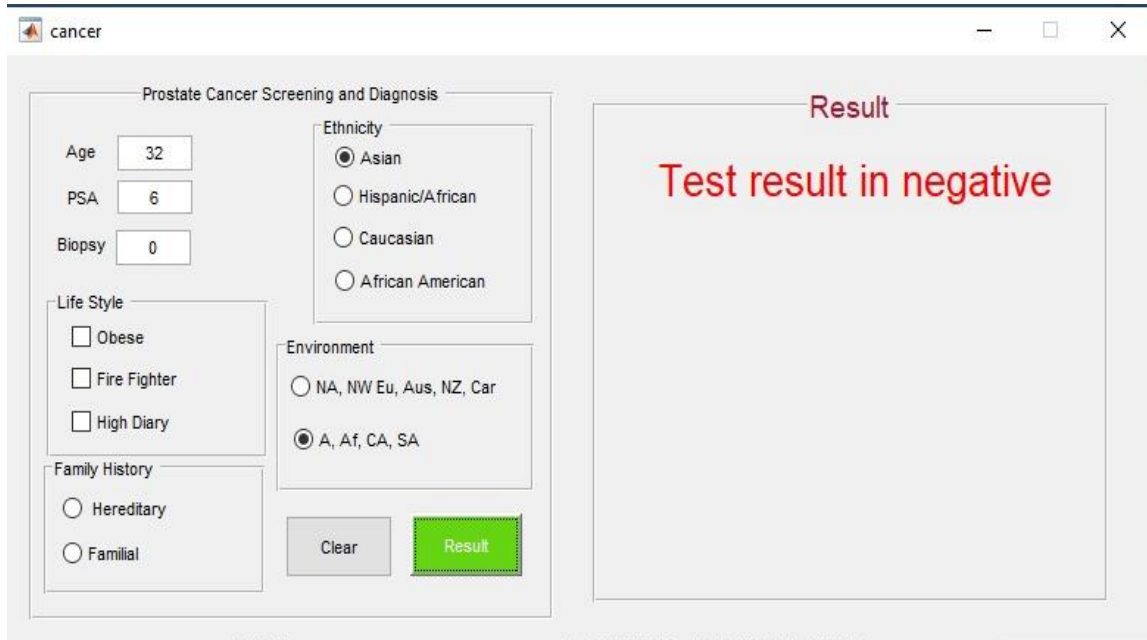 cancer
Prostate Cancer Screening and Diagnosis
Age 32
PSA 6
Biopsy 0
Ethnicity
Asian
Hispanic/African
Caucasian
African American
Life Style
Obese
Fire Fighter
High Diary
Environment
NA, NW Eu, Aus, NZ, Car
A, Af, CA, SA
Family History
Hereditary
Familial
Clear
Result
Result
Test result in negative